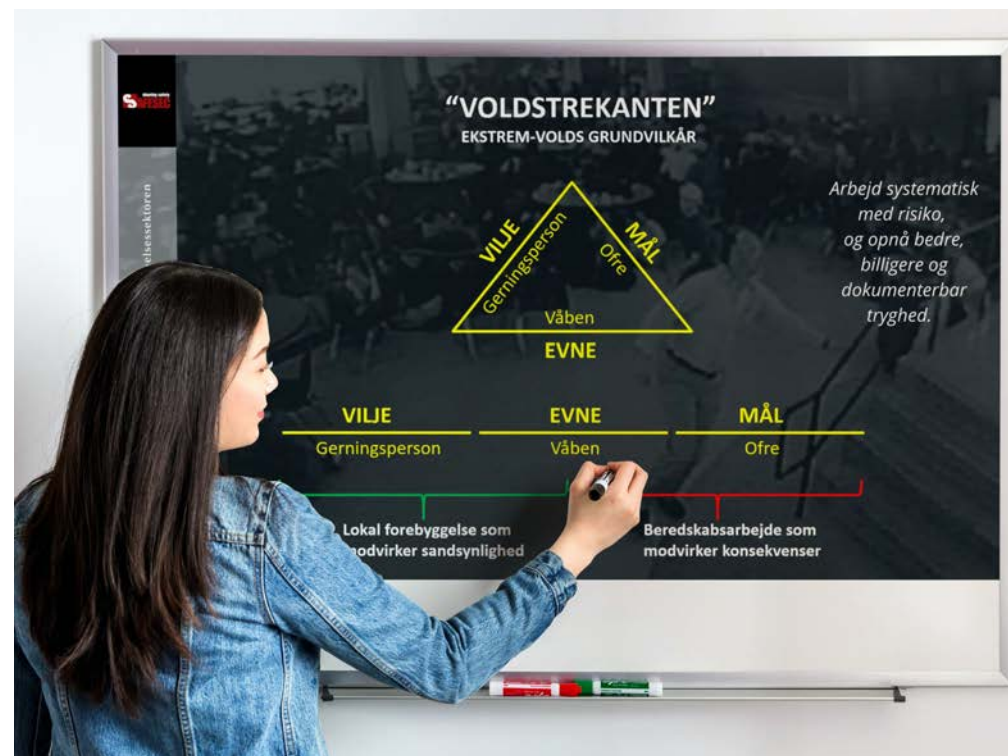 SAFESEC
"VOLDSTREKANTEN"
EKSTREM-VOLDS GRUNDVILKÅR
Arbejd systematisk
med risiko,
og opnå bedre,
billigere og
dokumenterbar
tryghed.
VILJE
Gerningsperson
MÅL
Ofre
Våben
EVNE
VILJE
EVNE
MÅL
Gerningsperson
Våben
Ofre
Lokal forebyggelse som
modvirker sandsynlighed
Beredskabsarbejde som
modvirker konsekvenser